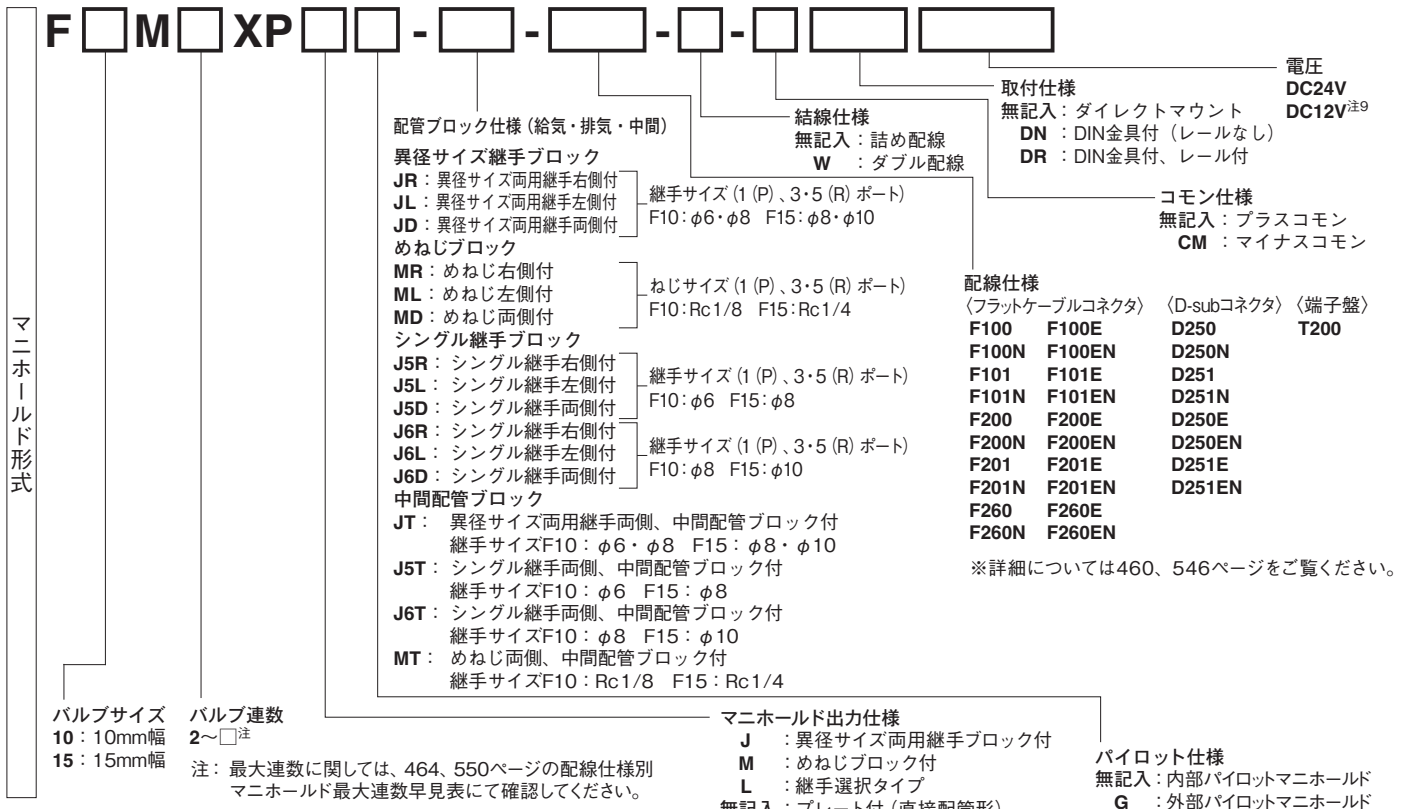 F□M□XP□□-□-□-□-□□□
電圧
DC24V
DC12V注9
取付仕様
無記入：ダイレクトマウント
DN ：DIN金具付（レールなし）
DR ：DIN金具付、レール付
結線仕様
無記入：詰め配線
W ：ダブル配線
コモン仕様
無記入：プラスコモン
CM ：マイナスコモン
配管ブロック仕様（給気・排気・中間）
異径サイズ継手ブロック
JR：異径サイズ両用継手右側付
JL：異径サイズ両用継手左側付
JD：異径サイズ両用継手両側付
継手サイズ（1（P）、3・5（R）ポート）
F10：φ6・φ8 F15：φ8・φ10
めねじブロック
MR：めねじ右側付
ML：めねじ左側付
MD：めねじ両側付
ねじサイズ（1（P）、3・5（R）ポート）
F10：Rc1/8 F15：Rc1/4
シングル継手ブロック
J5R：シングル継手右側付
J5L：シングル継手左側付
J5D：シングル継手両側付
継手サイズ（1（P）、3・5（R）ポート）
F10：φ6 F15：φ8
J6R：シングル継手右側付
J6L：シングル継手左側付
J6D：シングル継手両側付
継手サイズ（1（P）、3・5（R）ポート）
F10：φ8 F15：φ10
中間配管ブロック
JT： 異径サイズ両用継手両側、中間配管ブロック付
継手サイズF10：φ6・φ8 F15：φ8・φ10
J5T：シングル継手両側、中間配管ブロック付
継手サイズF10：φ6 F15：φ8
J6T：シングル継手両側、中間配管ブロック付
継手サイズF10：φ8 F15：φ10
MT： めねじ両側、中間配管ブロック付
継手サイズF10：Rc1/8 F15：Rc1/4
配線仕様
〈フラットケーブルコネクタ〉 〈D-subコネクタ〉 〈端子盤〉
F100 F100E D250 T200
F100N F100EN D250N
F101 F101E D251
F101N F101EN D251N
F200 F200E D250E
F200N F200EN D250EN
F201 F201E D251E
F201N F201EN D251EN
F260 F260E
F260N F260EN
※詳細については460、546ページをご覧ください。
マニホールド形式
バルブサイズ
10：10mm幅
15：15mm幅
バルブ連数
2～□注
注：最大連数に関しては、464、550ページの配線仕様別
マニホールド最大連数早見表にて確認してください。
マニホールド出力仕様
J ：異径サイズ両用継手ブロック付
M ：めねじブロック付
L ：継手選択タイプ
無記入：プレート付（直接配管形）
パイロット仕様
無記入：内部パイロットマニホールド
G ：外部パイロットマニホールド